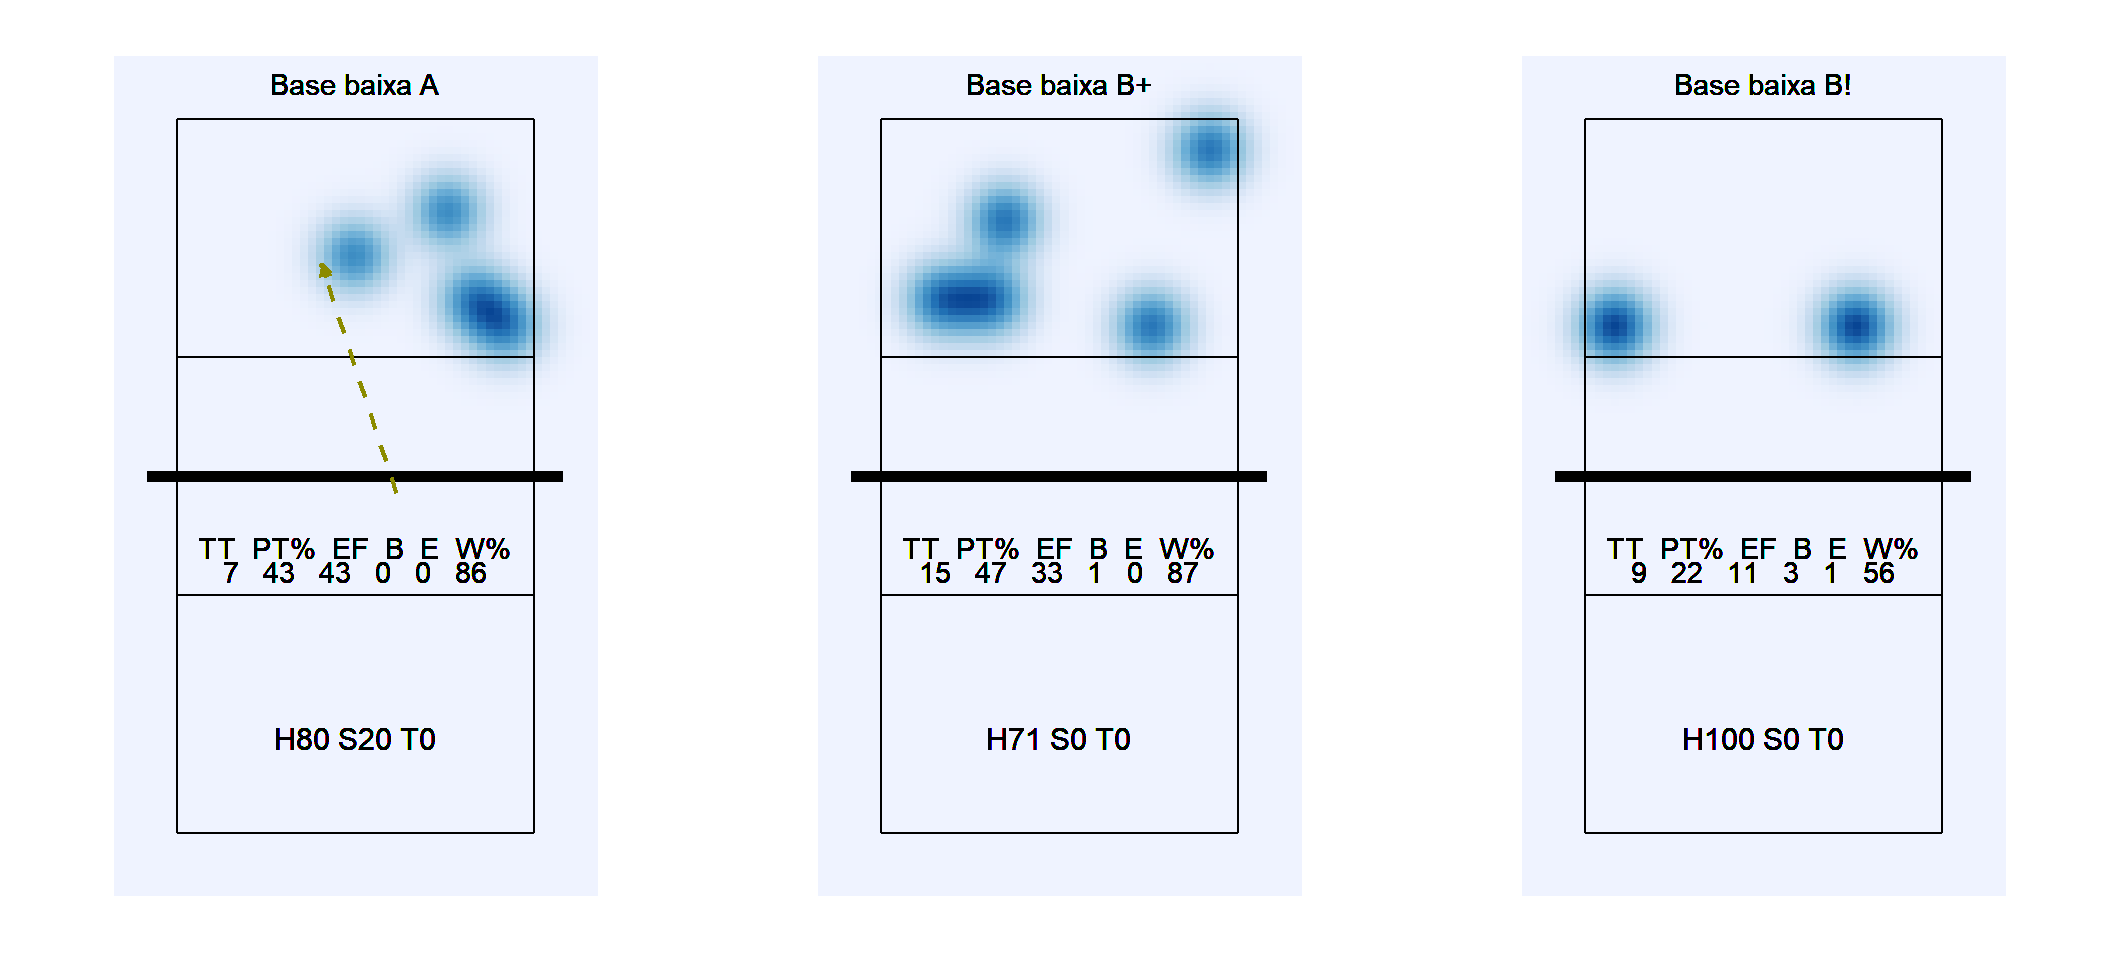 Base baixa A
TT PT% EF B E W%
7 43 43 0 0 86
H80 S20 T0
Base baixa B+
TT PT% EF B E W%
15 47 33 1 0 87
H71 S0 T0
Base baixa B!
TT PT% EF B E W%
9 22 11 3 1 56
H100 S0 T0